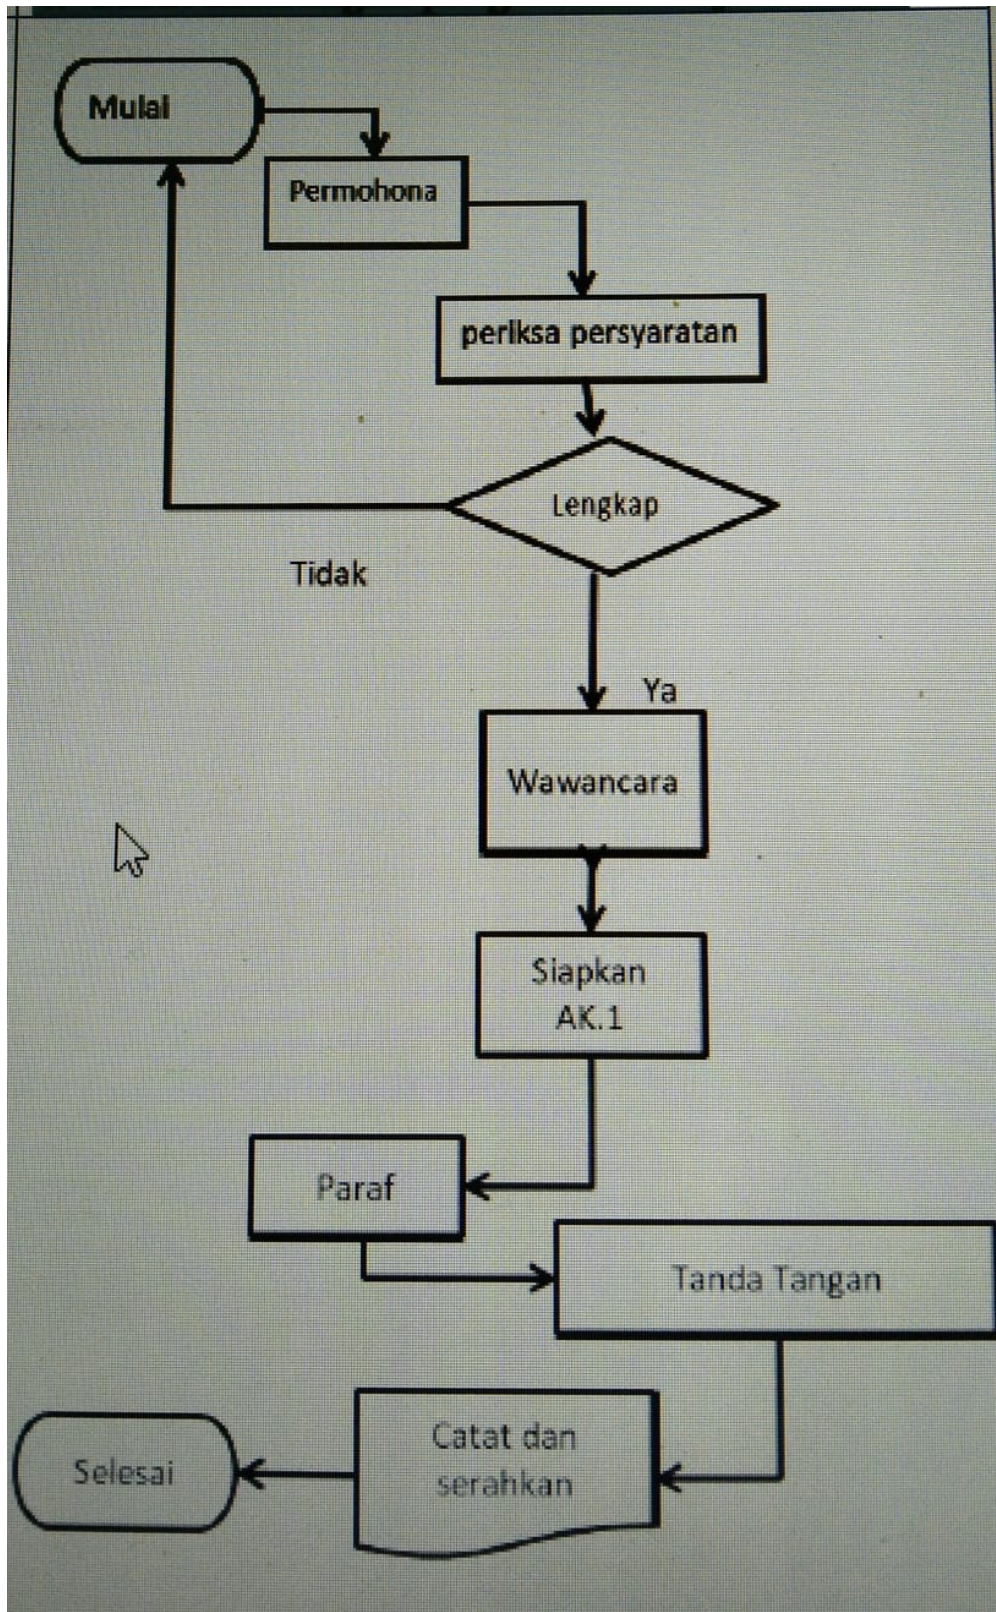 Mulai
Permohona
periksa persyaratan
Lengkap
Tidak
Ya
Wawancara
Siapkan
AK.1
Paraf
Tanda Tangan
Catat dan
serahkan
Selesai